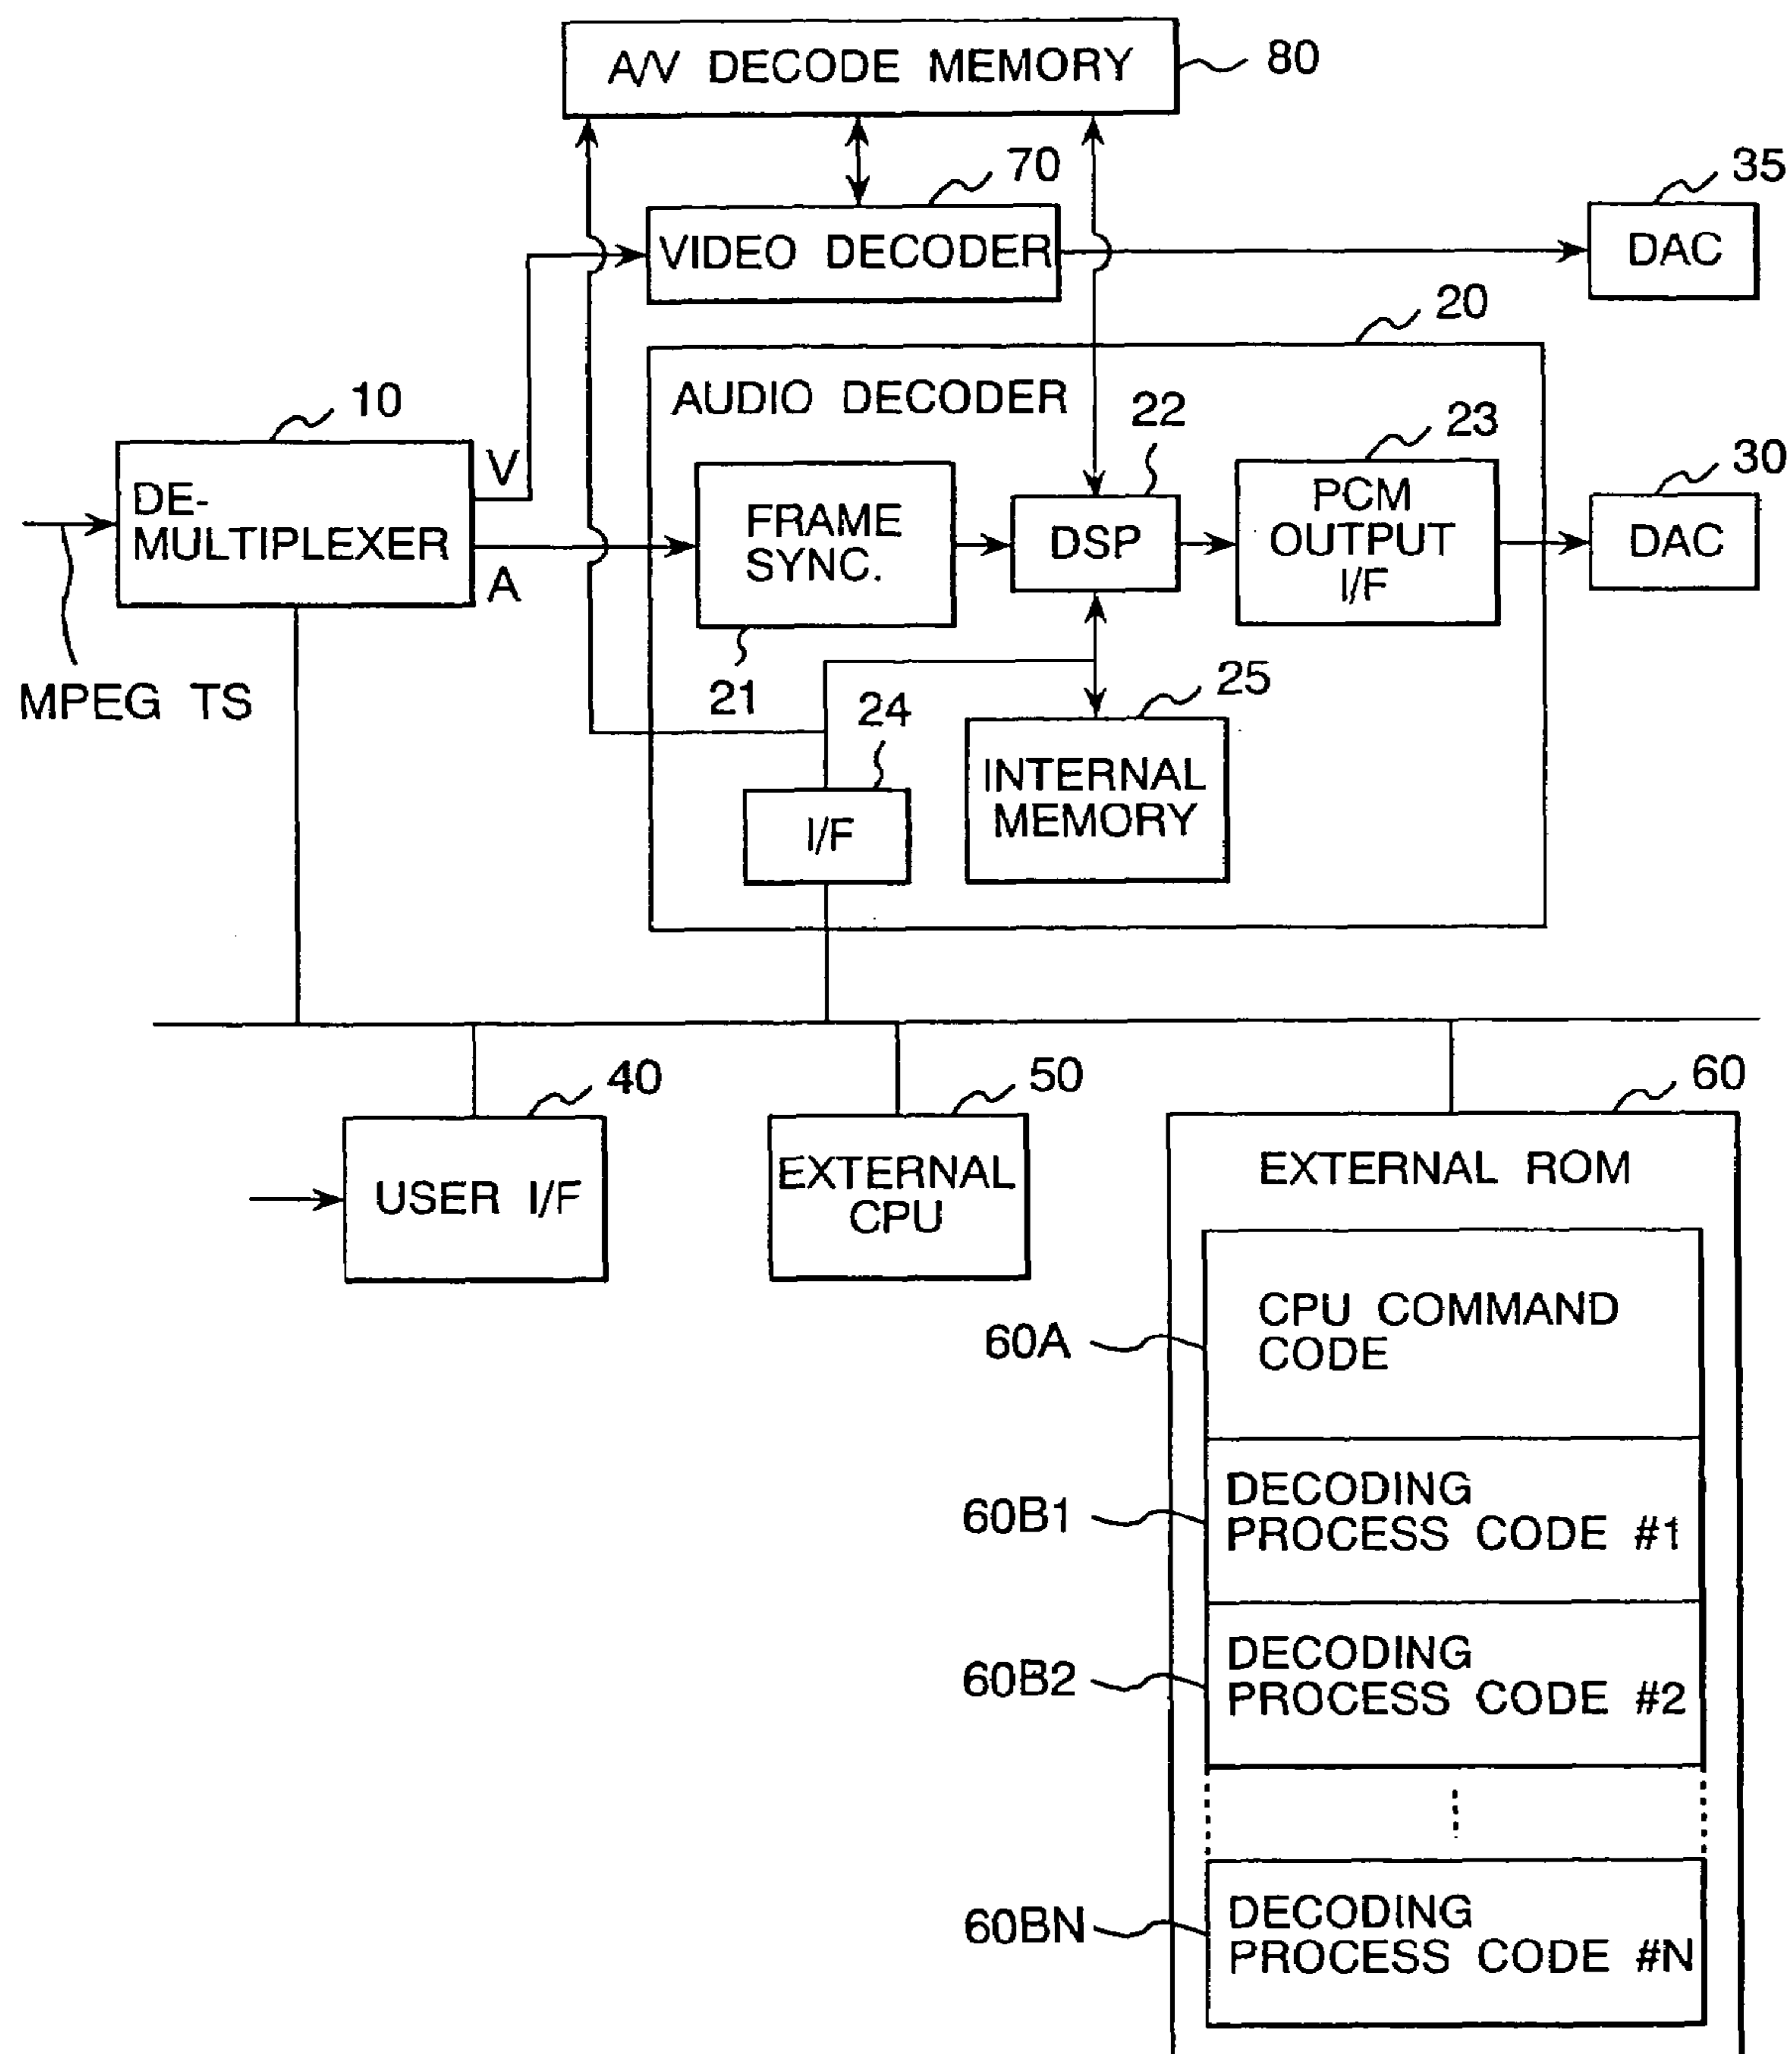 A/V DECODE MEMORY
80
70
VIDEO DECODER
35
DAC
20
AUDIO DECODER
10
DE-
MULTIPLEXER
V
A
MPEG TS
FRAME
SYNC.
21
22
DSP
23
PCM
OUTPUT
I/F
30
DAC
24
I/F
25
INTERNAL
MEMORY
40
USER I/F
50
EXTERNAL
CPU
60
EXTERNAL ROM
60A
CPU COMMAND
CODE
60B1
DECODING
PROCESS CODE #1
60B2
DECODING
PROCESS CODE #2
60BN
DECODING
PROCESS CODE #N